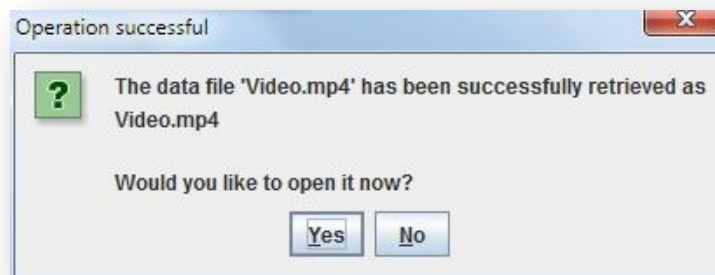 Operation successful
X
?
The data file 'Video.mp4' has been successfully retrieved as
Video.mp4
Would you like to open it now?
Yes No